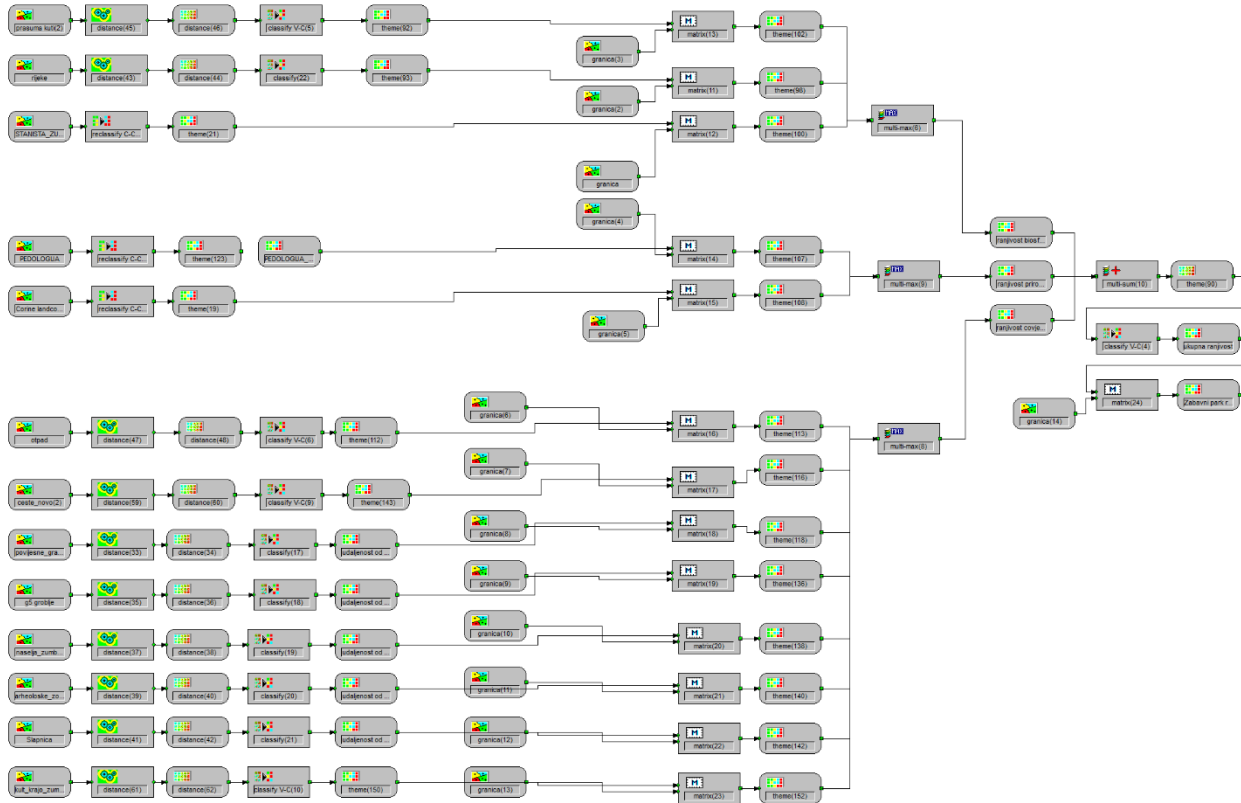 prasuma kuti(2)
distance(45)
distance(46)
classify V-C(5)
theme(92)
granica(3)
matrix(13)
theme(102)
rijeke
distance(43)
distance(44)
classify(22)
theme(93)
granica(2)
matrix(11)
theme(98)
STANISTA_ZU...
reclassify C-C...
theme(21)
granica
matrix(12)
theme(100)
multi-max(6)
granica(4)
PEDOLOGIJA
reclassify C-C...
theme(123)
PEDOLOGIJA_...
matrix(14)
theme(107)
Corine landco...
reclassify C-C...
theme(19)
granica(5)
matrix(15)
theme(108)
multi-max(9)
ranjivost biosf...
ranjivost priro...
ranjivost covje...
multi-sum(10)
theme(90)
classify V-C(4)
ukupna ranjivost
granica(14)
matrix(24)
Zabavni park r...
otpad
distance(47)
distance(48)
classify V-C(6)
theme(112)
granica(6)
matrix(16)
theme(113)
multi-max(8)
ceste_novo(2)
distance(59)
distance(60)
classify V-C(9)
theme(143)
granica(7)
matrix(17)
theme(116)
povijesne_gra...
distance(33)
distance(34)
classify(17)
udaljenost od ...
granica(8)
matrix(18)
theme(118)
g5 groblje
distance(35)
distance(36)
classify(18)
udaljenost od ...
granica(9)
matrix(19)
theme(136)
naselja_zumb...
distance(37)
distance(38)
classify(19)
udaljenost od ...
granica(10)
matrix(20)
theme(138)
arheoloske_zo...
distance(39)
distance(40)
classify(20)
udaljenost od ...
granica(11)
matrix(21)
theme(140)
Slapnica
distance(41)
distance(42)
classify(21)
udaljenost od ...
granica(12)
matrix(22)
theme(142)
kult_kraja_zum...
distance(61)
distance(62)
classify V-C(10)
theme(150)
granica(13)
matrix(23)
theme(152)